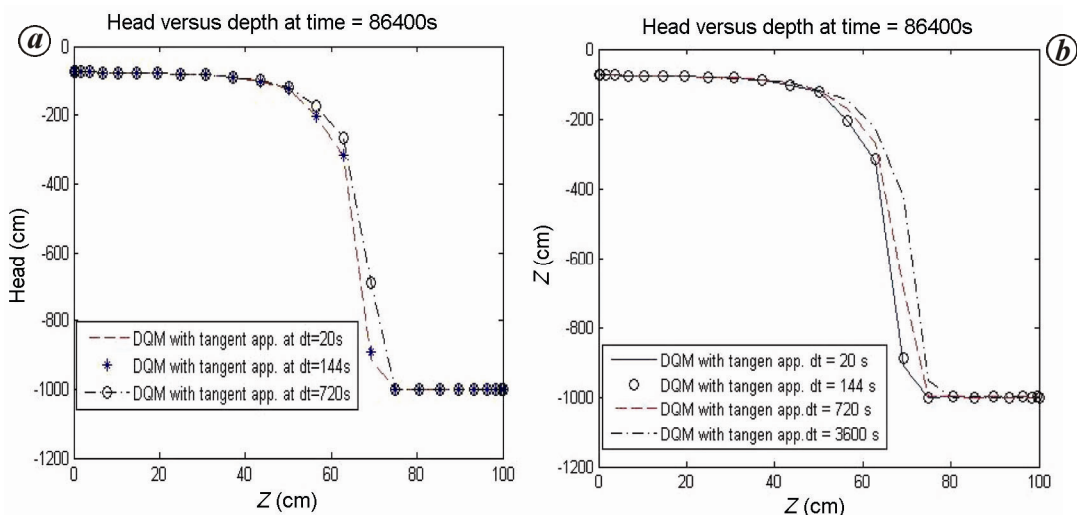 a
Head versus depth at time = 86400s
0
-200
-400
-600
-800
-1000
-1200
Head (cm)
DQM with tangent app. at dt=20s
DQM with tangent app. at dt=144s
DQM with tangent app. at dt=720s
0 20 40 60 80 100
Z (cm)
b
Head versus depth at time = 86400s
0
-200
-400
-600
-800
-1000
-1200
Z (cm)
DQM with tangen app. dt = 20 s
DQM with tangen app. dt = 144 s
DQM with tangen app.dt = 720 s
DQM with tangen app.dt = 3600 s
0 20 40 60 80 100
Z (cm)